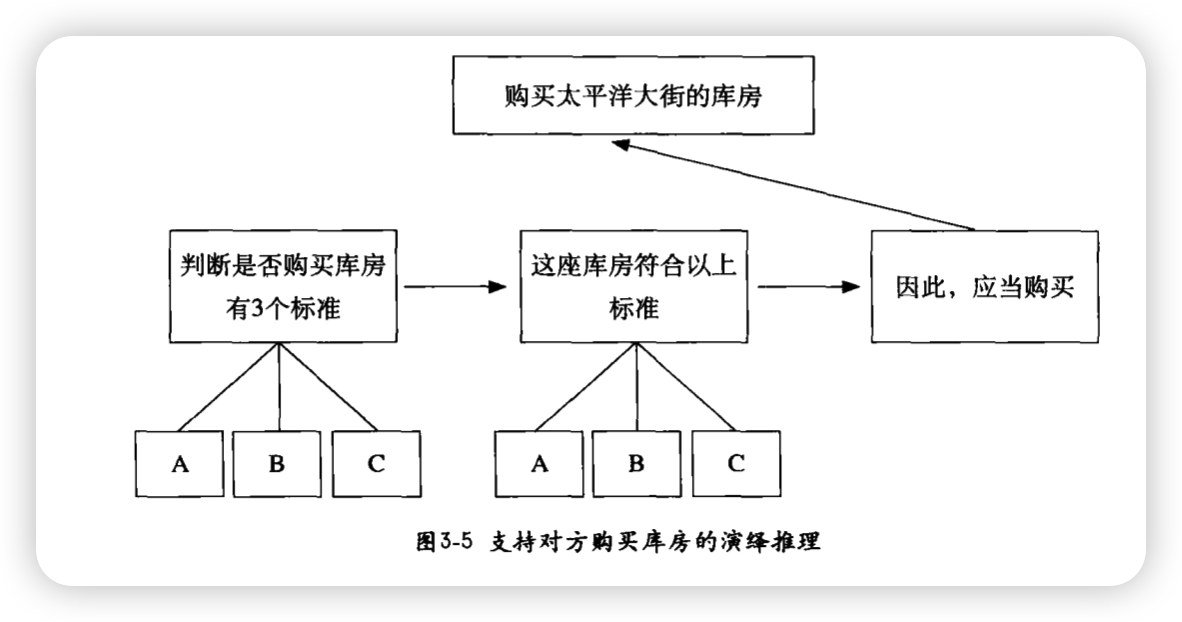 购买太平洋大街的库房
判断是否购买库房
有3个标准
这座库房符合以上
标准
因此，应当购买
A
B
C
A
B
C
图3-5 支持对方购买库房的演绎推理